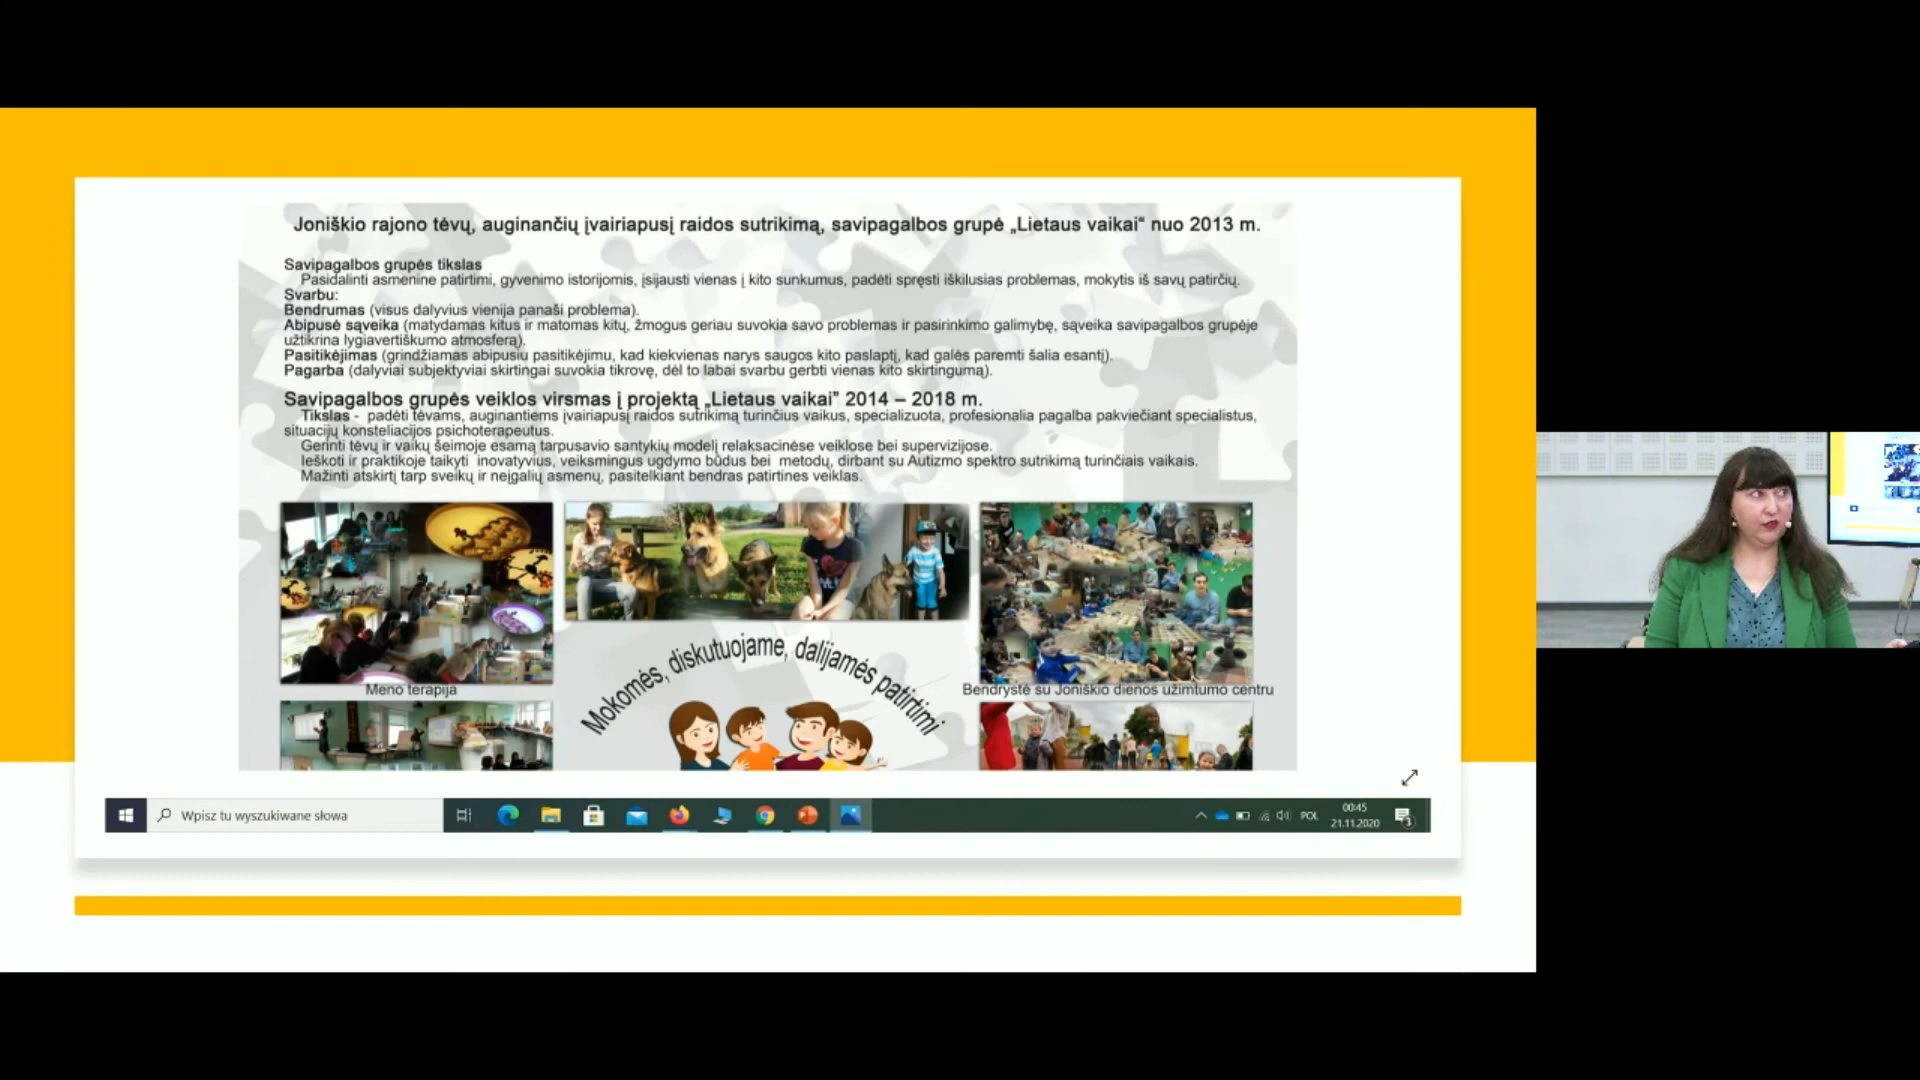 Joniškio rajono tėvų, auginančių įvairiapusį raidos sutrikimą, savipagalbos grupė „Lietaus vaikai“ nuo 2013 m.
Savipagalbos grupės tikslas
Pasidalinti asmenine patirtimi, gyvenimo istorijomis, įsijausti vienas į kito sunkumus, padėti spręsti iškilusias problemas, mokytis iš savų patirčių.
Svarbu:
Bendrumas (visus dalyvius vienija panaši problema).
Abipusė sąveika (matydamas kitus ir matomas kitų, žmogus geriau suvokia savo problemas ir pasirinkimo galimybę, sąveika savipagalbos grupėje
užtikrina lygiavertiškumo atmosferą).
Pasitikėjimas (grindžiamas abipusiu pasitikėjimu, kad kiekvienas narys saugos kito paslaptį, kad galės paremti šalia esantį).
Pagarba (dalyviai subjektyviai skirtingai suvokia tikrovę, dėl to labai svarbu gerbti vienas kito skirtingumą).
Savipagalbos grupės veiklos virsmas į projektą „Lietaus vaikai” 2014 – 2018 m.
Tikslas - padėti tėvams, auginantiems įvairiapusį raidos sutrikimą turinčius vaikus, specializuota, profesionalia pagalba pakviečiant specialistus,
situacijų konsteliacijos psichoterapeutus.
Gerinti tėvų ir vaikų šeimoje esamą tarpusavio santykių modelį relaksacinėse veiklose bei supervizijose.
Ieškoti ir praktikoje taikyti inovatyvius, veiksmingus ugdymo būdus bei metodų, dirbant su Autizmo spektro sutrikimą turinčiais vaikais.
Mažinti atskirtį tarp sveikų ir neįgalių asmenų, pasitelkiant bendras patirtines veiklas.
Mokomės, diskutuojame, dalijamės patirtimi
Meno terapija
Bendrystė su Joniškio dienos užimtumo centru
Wpisz tu wyszukiwane słowa
POL
00:45
21.11.2020